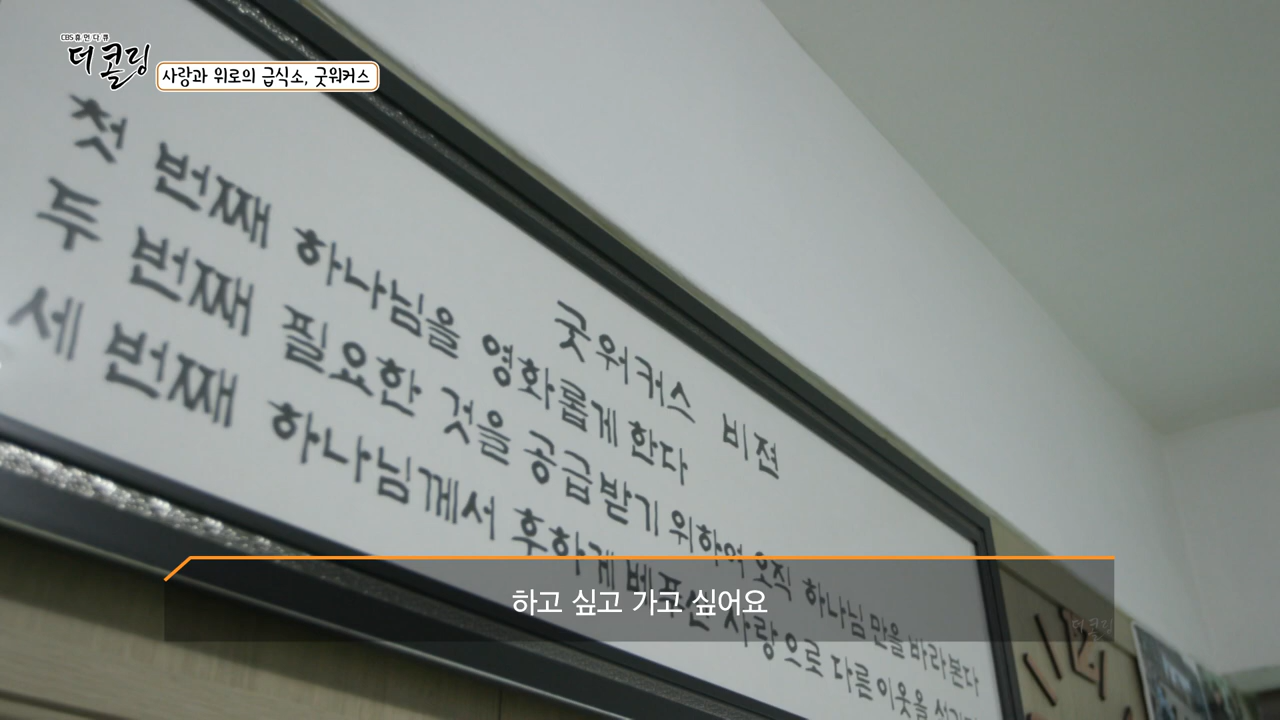 CBS휴먼다큐
더 콜링
사랑과 위로의 급식소, 굿워커스
굿워커스 비전
첫 번째 하나님을 영화롭게 한다
두 번째 필요한 것을 공급받기 위하여 오직 하나님만을 바라본다
세 번째 하나님께서 후하게 베푸신 사랑으로 다른 이웃을
하고 싶고 가고 싶어요
더 콜링